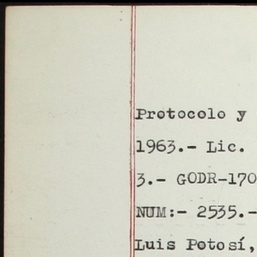 Protocolo y
1963.- Lic.
3.- GODR-170
NUM:- 2535.-
Luis Potosí,